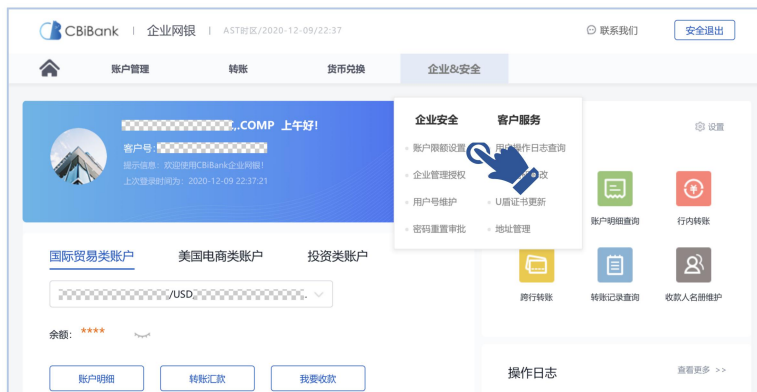 CBiBank | 企业网银 | AST时区/2020-12-09/22:37 联系我们 安全退出
账户管理 转账 货币兑换 企业&安全
,.COMP 上午好!
客户号:
提示信息: 欢迎使用CBiBank企业网银!
上次登录时间为: 2020-12-09 22:37:21
企业安全 客户服务
账户限额设置 用户操作日志查询
企业管理授权 改
用户号维护 U盾证书更新
密码重置审批 地址管理
设置
账户明细查询 行内转账
跨行转账 转账记录查询 收款人名册维护
国际贸易类账户 美国电商类账户 投资类账户
/USD
余额: ****
账户明细 转账汇款 我要收款
操作日志 查看更多 >>